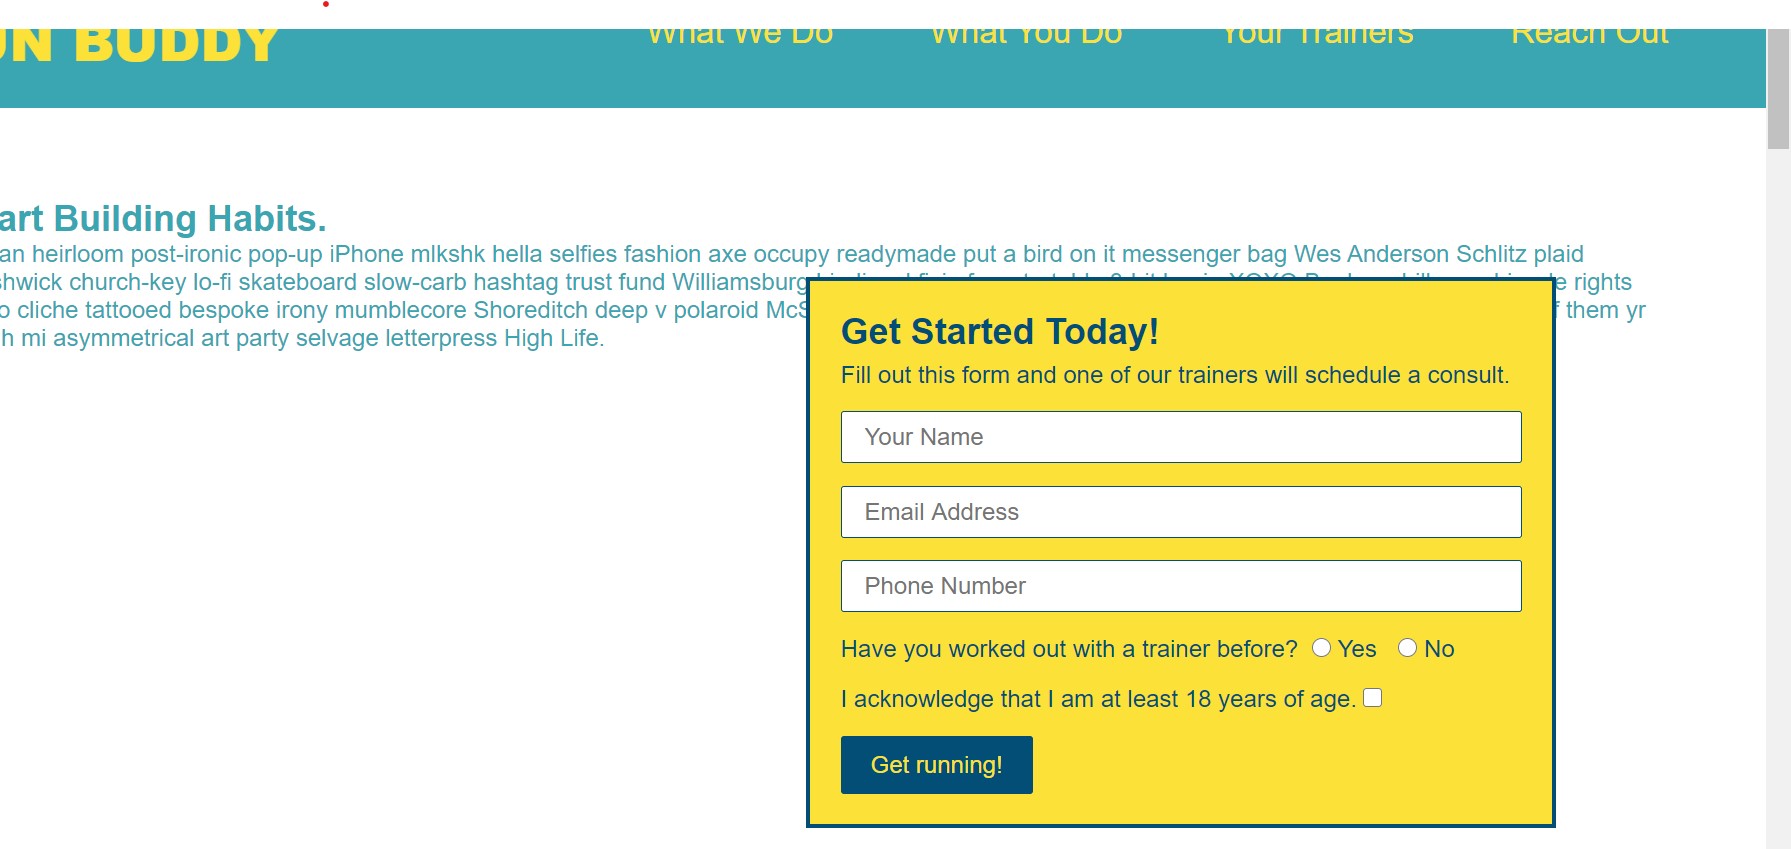 UN BUDDY
What We Do
What You Do
Your Trainers
Reach Out
art Building Habits.
an heirloom post-ironic pop-up iPhone mlkshk hella selfies fashion axe occupy readymade put a bird on it messenger bag Wes Anderson Schlitz plaid
shwick church-key lo-fi skateboard slow-carb hashtag trust fund Williamsburg e rights
o cliche tattooed bespoke irony mumblecore Shoreditch deep v polaroid McS f them yr
h mi asymmetrical art party selvage letterpress High Life.
Get Started Today!
Fill out this form and one of our trainers will schedule a consult.
Your Name
Email Address
Phone Number
Have you worked out with a trainer before? Yes No
I acknowledge that I am at least 18 years of age.
Get running!